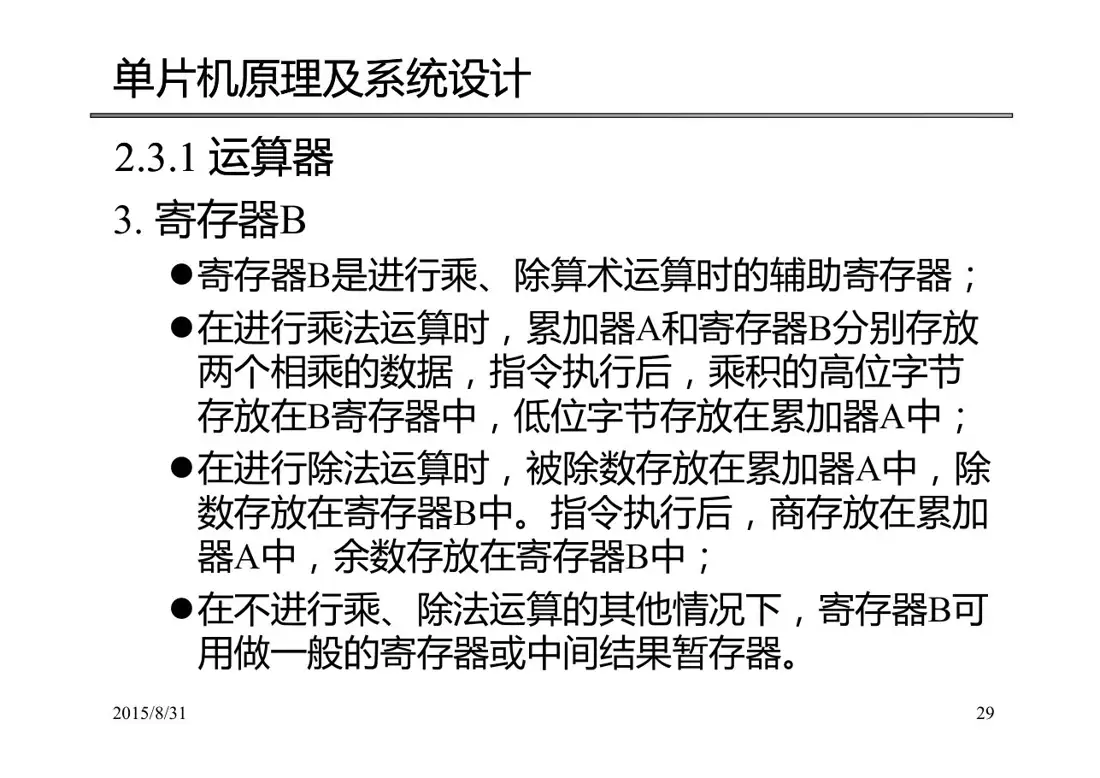 单片机原理及系统设计
2.3.1 运算器
3. 寄存器B
●寄存器B是进行乘、除算术运算时的辅助寄存器；
●在进行乘法运算时，累加器A和寄存器B分别存放
两个相乘的数据，指令执行后，乘积的高位字节
存放在B寄存器中，低位字节存放在累加器A中；
●在进行除法运算时，被除数存放在累加器A中，除
数存放在寄存器B中。指令执行后，商存放在累加
器A中，余数存放在寄存器B中；
●在不进行乘、除法运算的其他情况下，寄存器B可
用做一般的寄存器或中间结果暂存器。
2015/8/31
29